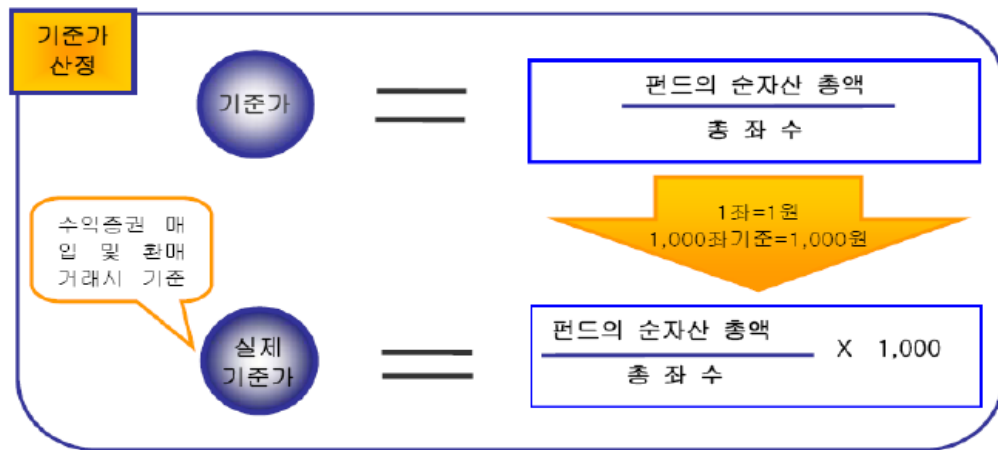 기준가
산정
기준가
펀드의 순자산 총액
총 좌 수
수익증권 매
입 및 환매
거래시 기준
1좌=1원
1,000좌기준=1,000원
실제
기준가
펀드의 순자산 총액
총 좌 수
X 1,000